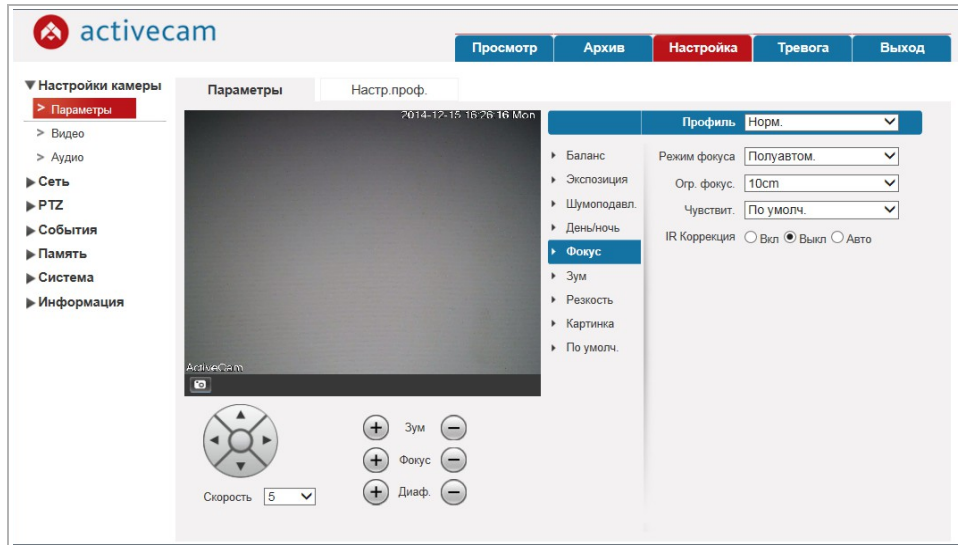 activecam
Просмотр Архив Настройка Тревога Выход
Настройки камеры
> Параметры
> Видео
> Аудио
Сеть
PTZ
События
Память
Система
Информация
Параметры Настр.проф.
2014-12-15 16:26:16 Mon
ActiveCam
Зум
Фокус
Диаф.
Скорость 5
Профиль Норм.
Баланс
Экспозиция
Шумоподавл.
День/ночь
Фокус
Зум
Резкость
Картинка
По умолч.
Режим фокуса Полуавтом.
Огр. фокус. 10cm
Чувствит. По умолч.
IR Коррекция Вкл Выкл Авто